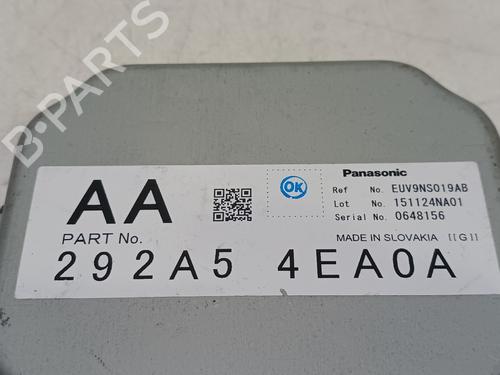 AA
PART No.
292A5 4EA0A
OK
Panasonic
Ref No. EUV9NS019AB
Lot No. 151124NA01
Serial No. 0648156
MADE IN SLOVAKIA [[G]]
B-PARTS